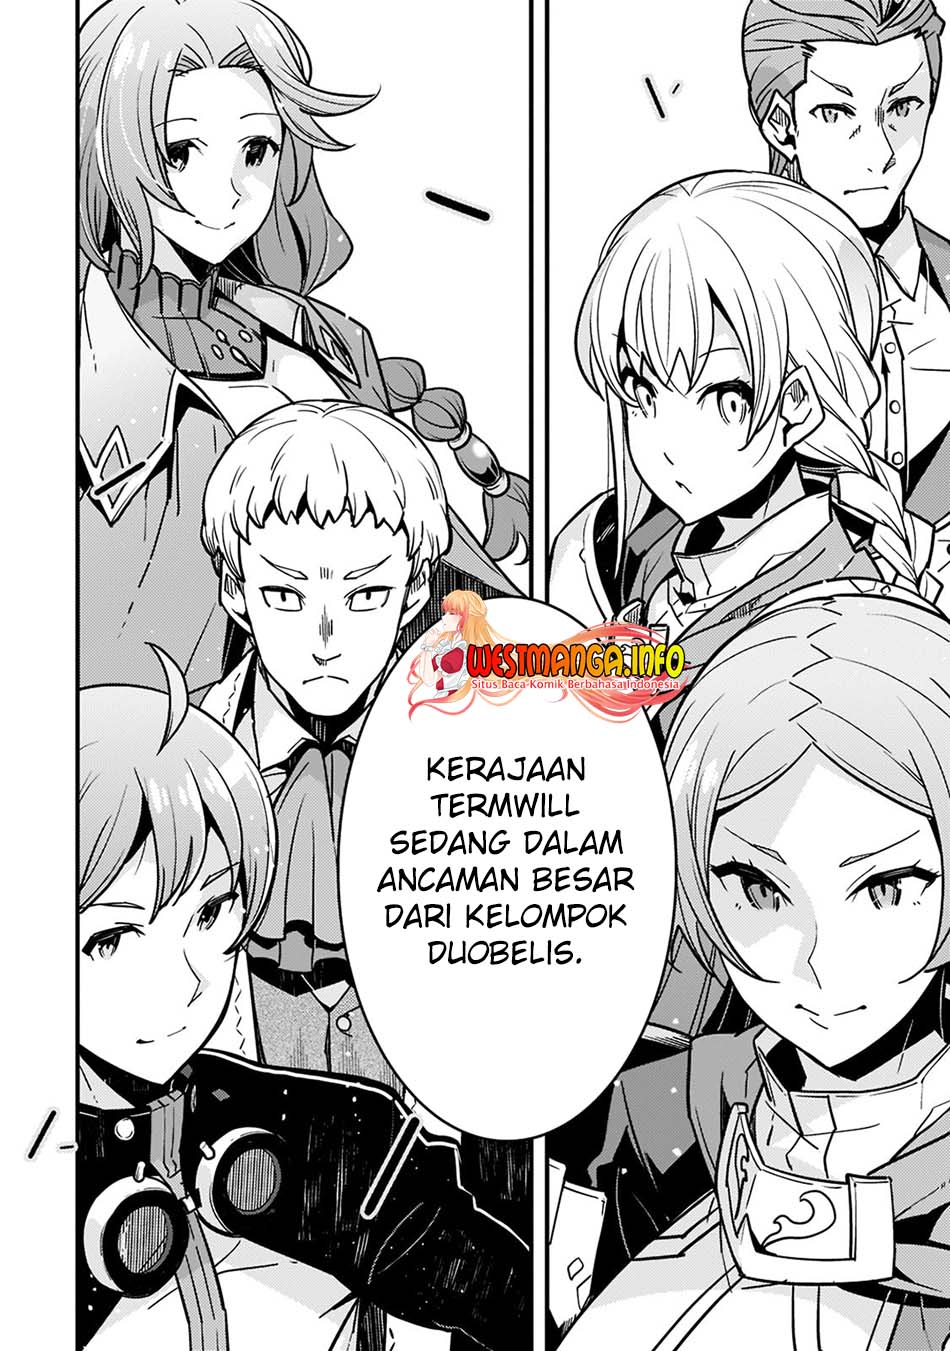 WESTMANGA.INFO
Situs Baca Komik Berbahasa Indonesia
KERAJAAN
TERMWILL
SEDANG DALAM
ANCAMAN BESAR
DARI KELOMPOK
DUOBELIS.